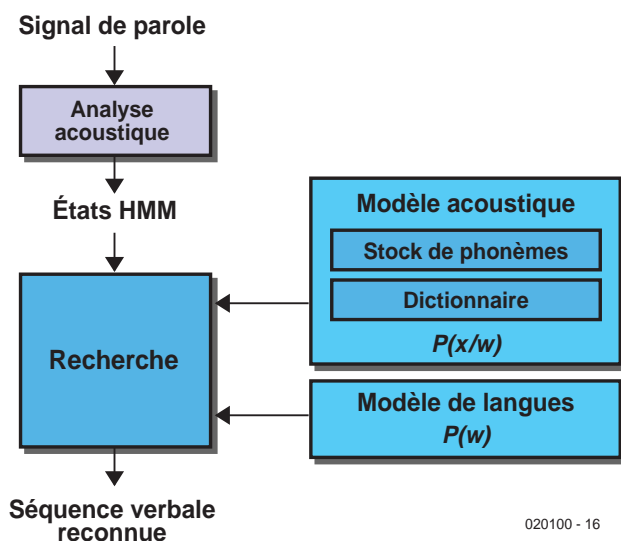 Signal de parole
Analyse
acoustique
États HMM
Modèle acoustique
Stock de phonèmes
Dictionnaire
P(x/w)
Recherche
Modèle de langues
P(w)
Séquence verbale
reconnue
020100 - 16